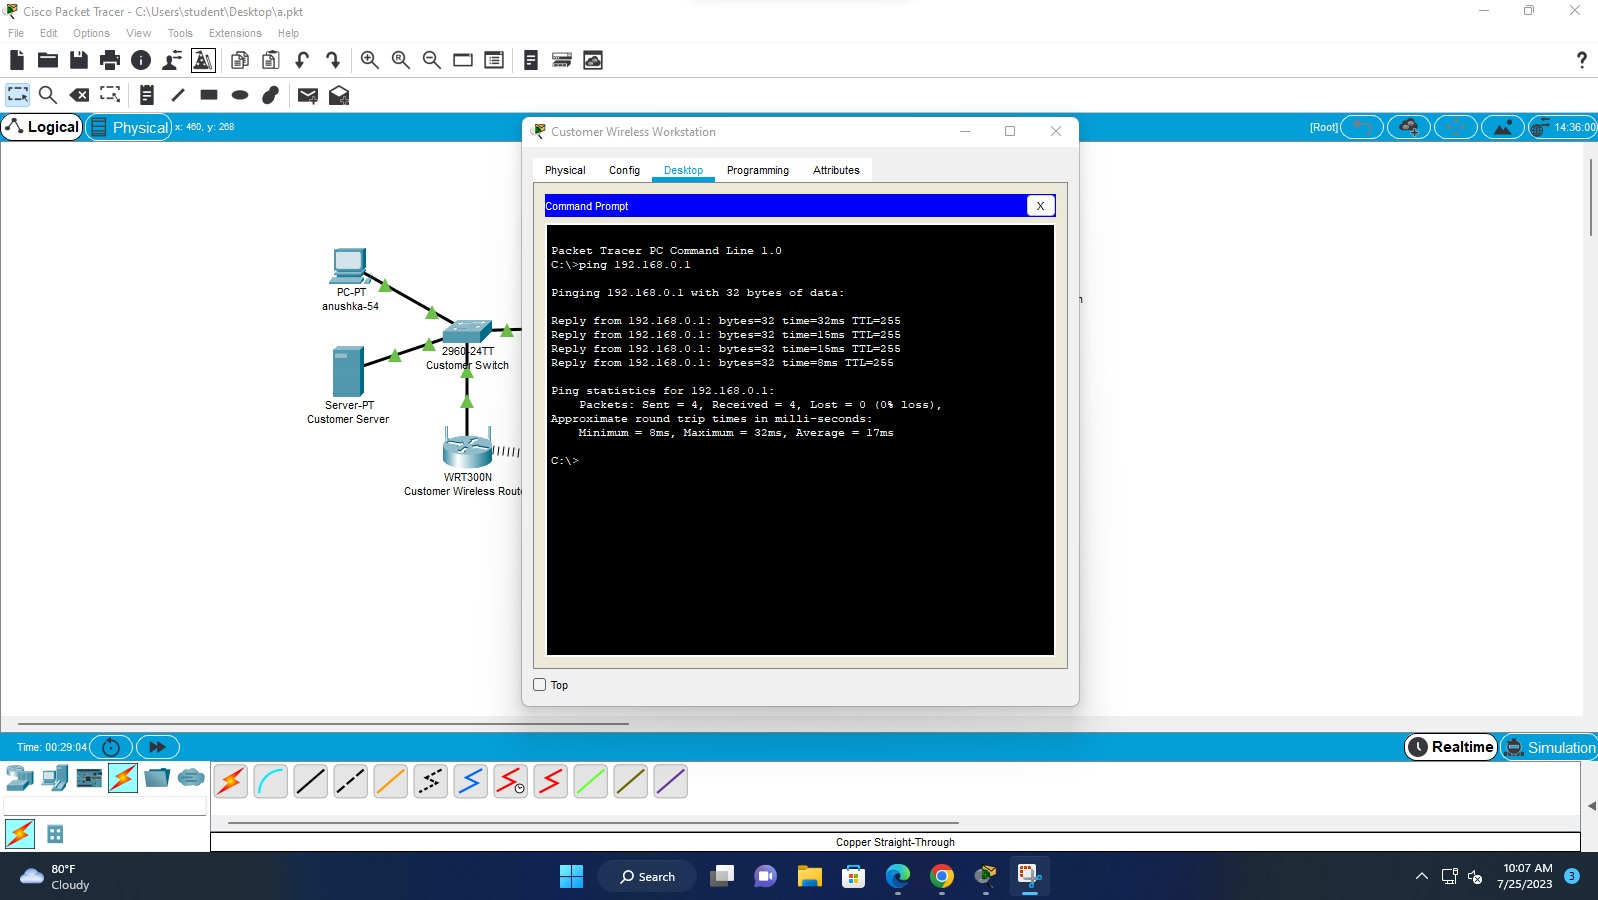 Cisco Packet Tracer - C:\Users\student\Desktop\a.pkt
File Edit Options View Tools Extensions Help
?
Logical Physical x: 460, y: 268
[Root] 14:36:00
Customer Wireless Workstation
Physical Config Desktop Programming Attributes
Command Prompt X
Packet Tracer PC Command Line 1.0
C:\>ping 192.168.0.1
Pinging 192.168.0.1 with 32 bytes of data:
Reply from 192.168.0.1: bytes=32 time=32ms TTL=255
Reply from 192.168.0.1: bytes=32 time=15ms TTL=255
Reply from 192.168.0.1: bytes=32 time=15ms TTL=255
Reply from 192.168.0.1: bytes=32 time=8ms TTL=255
Ping statistics for 192.168.0.1:
Packets: Sent = 4, Received = 4, Lost = 0 (0% loss),
Approximate round trip times in milli-seconds:
Minimum = 8ms, Maximum = 32ms, Average = 17ms
C:\>
Top
PC-PT
anushka-54
2960-24TT
Customer Switch
Server-PT
Customer Server
WRT300N
Customer Wireless Route
n
Time: 00:29:04
Realtime Simulation
Copper Straight-Through
80°F
Cloudy
Search
10:07 AM
7/25/2023
3